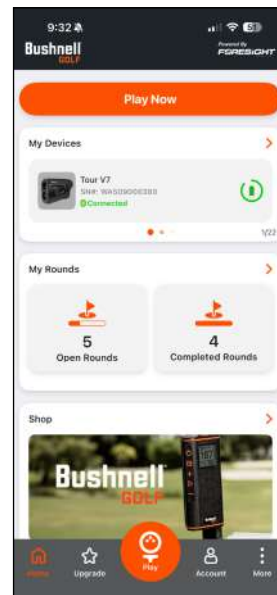 9:32
Bushnell
GOLF
Powered By
FORESIGHT
Play Now
My Devices
Tour V7
Connected
1/22
My Rounds
5
Open Rounds
4
Completed Rounds
Shop
Bushnell
GOLF
Home
Upgrade
Play
Account
More